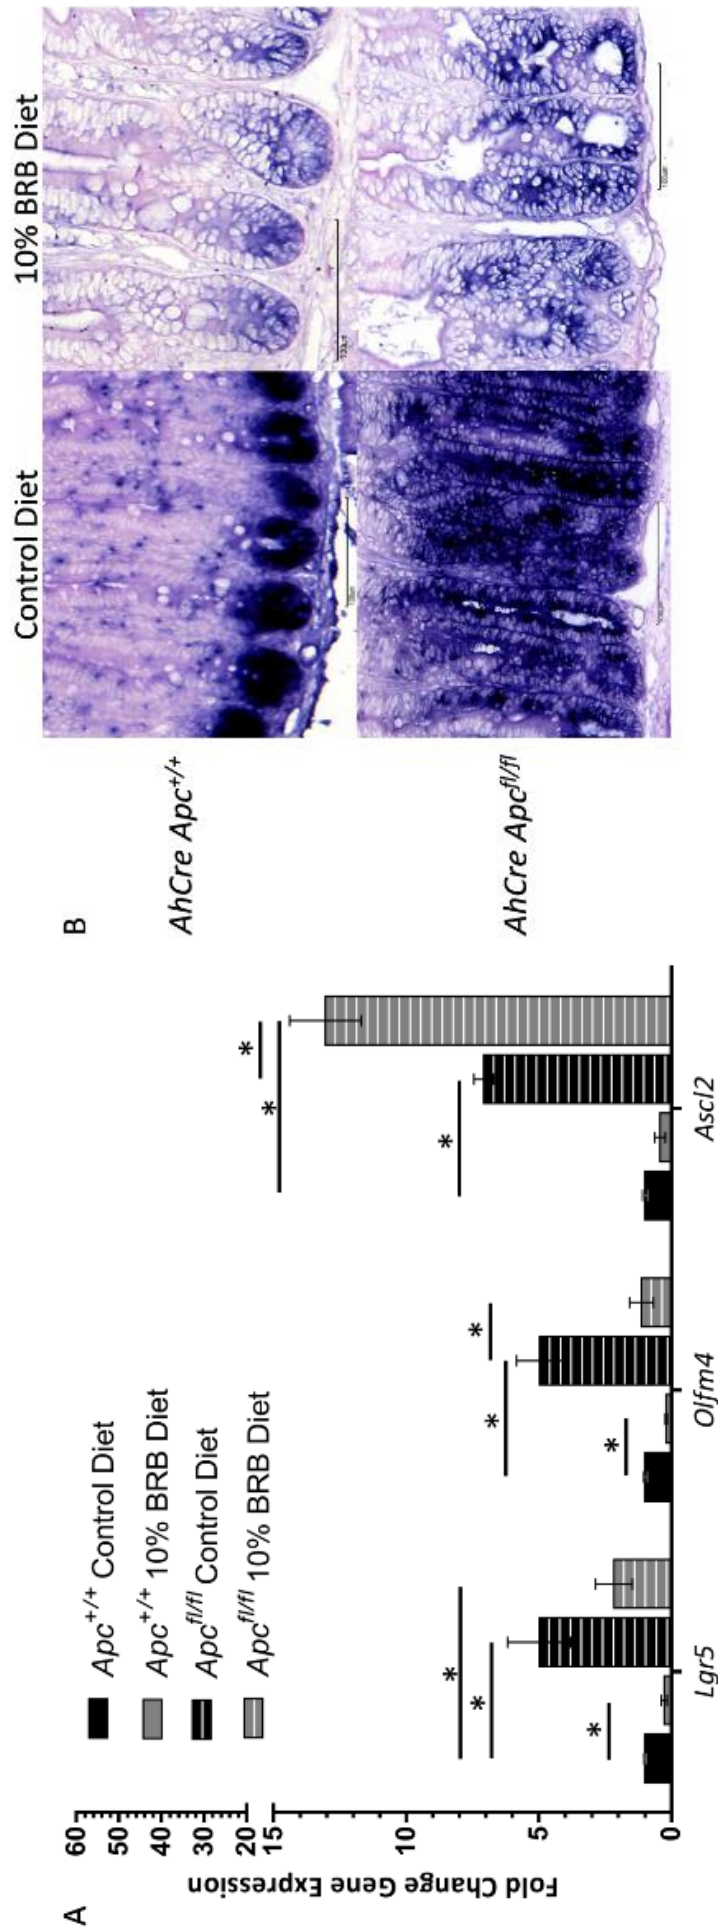 A
Fold Change Gene Expression
60
50
40
30
20
15
10
5
0
Apc+/+ Control Diet
Apc+/+ 10% BRB Diet
Apcfl/fl Control Diet
Apcfl/fl 10% BRB Diet
* * *
* * *
* * *
Lgr5 Olfm4 Ascl2
B
Control Diet 10% BRB Diet
AhCre Apc+/+
AhCre Apcfl/fl
100um
100um